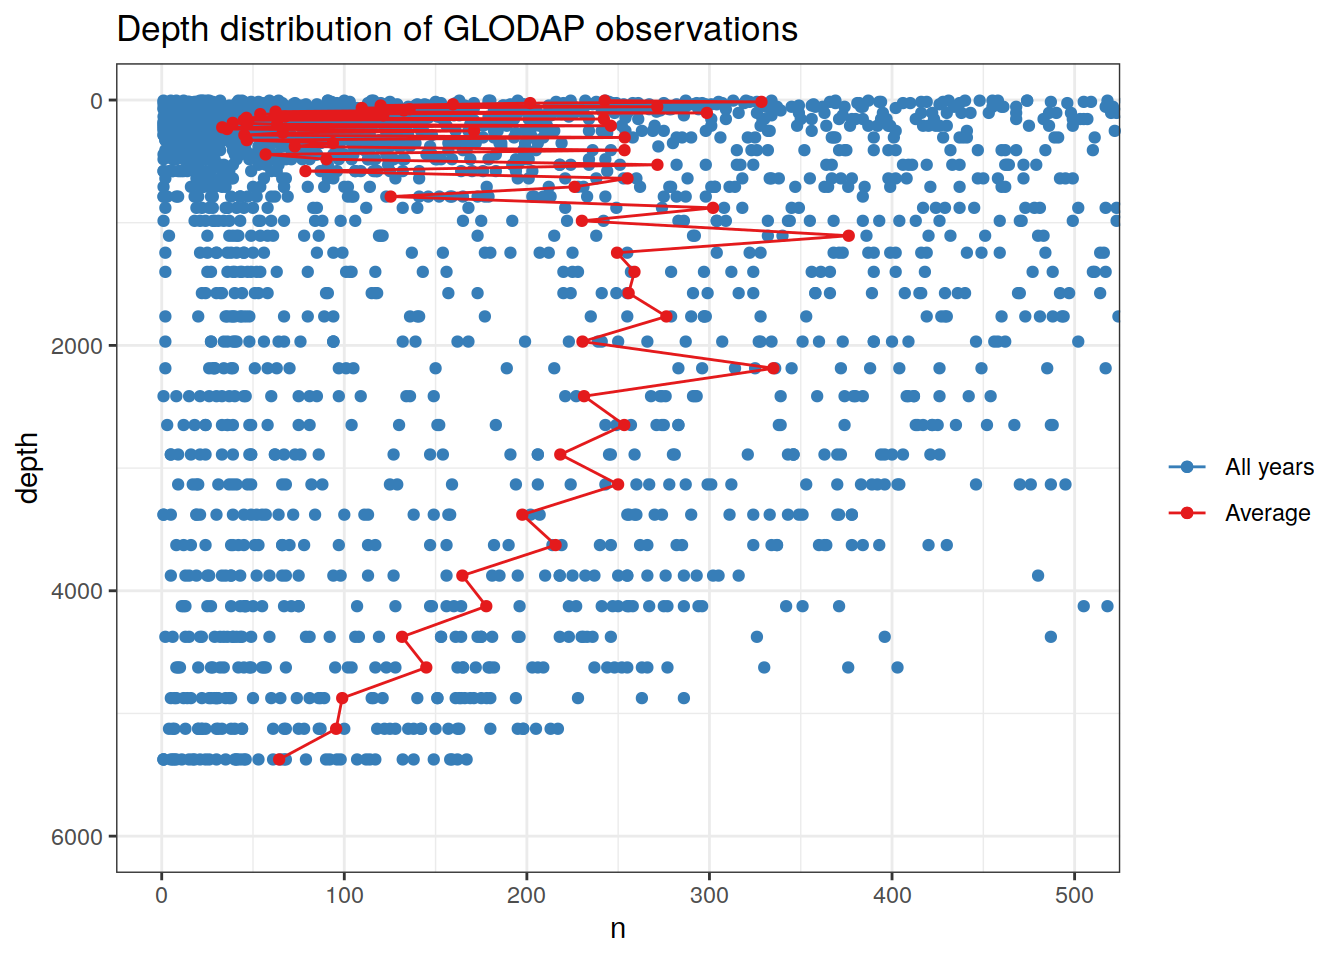 Depth distribution of GLODAP observations
0
2000
4000
6000
depth
0 100 200 300 400 500
n
All years
Average